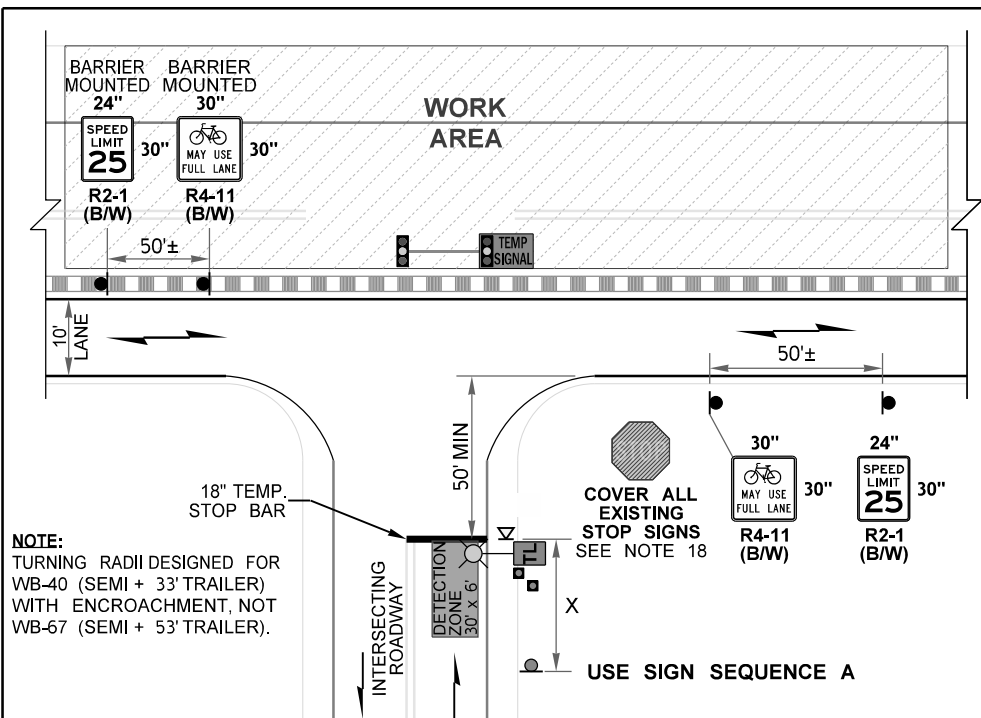 BARRIER
MOUNTED
24"
SPEED
LIMIT
25
30"
R2-1
(B/W)
BARRIER
MOUNTED
30"
MAY USE
FULL LANE
30"
R4-11
(B/W)
WORK
AREA
50'±
TEMP
SIGNAL
10'
LANE
50'±
50' MIN
18" TEMP.
STOP BAR
STOP
COVER ALL
EXISTING
STOP SIGNS
SEE NOTE 18
30"
MAY USE
FULL LANE
30"
R4-11
(B/W)
24"
SPEED
LIMIT
25
30"
R2-1
(B/W)
NOTE:
TURNING RADII DESIGNED FOR
WB-40 (SEMI + 33' TRAILER)
WITH ENCROACHMENT, NOT
WB-67 (SEMI + 53' TRAILER).
INTERSECTING
ROADWAY
DETECTION
ZONE
30' x 6'
TL
X
USE SIGN SEQUENCE A